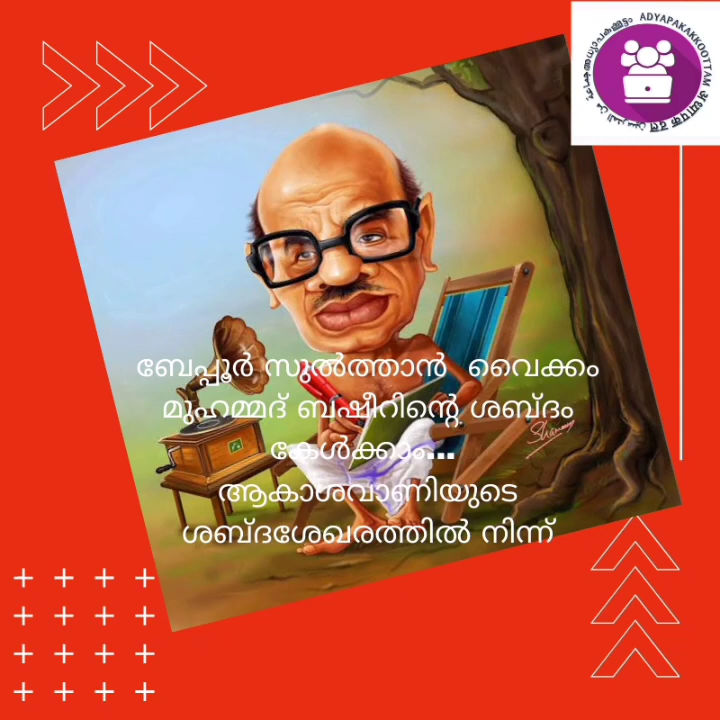 ADYAPAKAKKOOTTAM
ബേപ്പൂർ സുൽത്താൻ വൈക്കം
മുഹമ്മദ് ബഷീറിന്റെ ശബ്ദം
കേൾക്കാം...
ആകാശവാണിയുടെ
ശബ്ദശേഖരത്തിൽ നിന്ന്